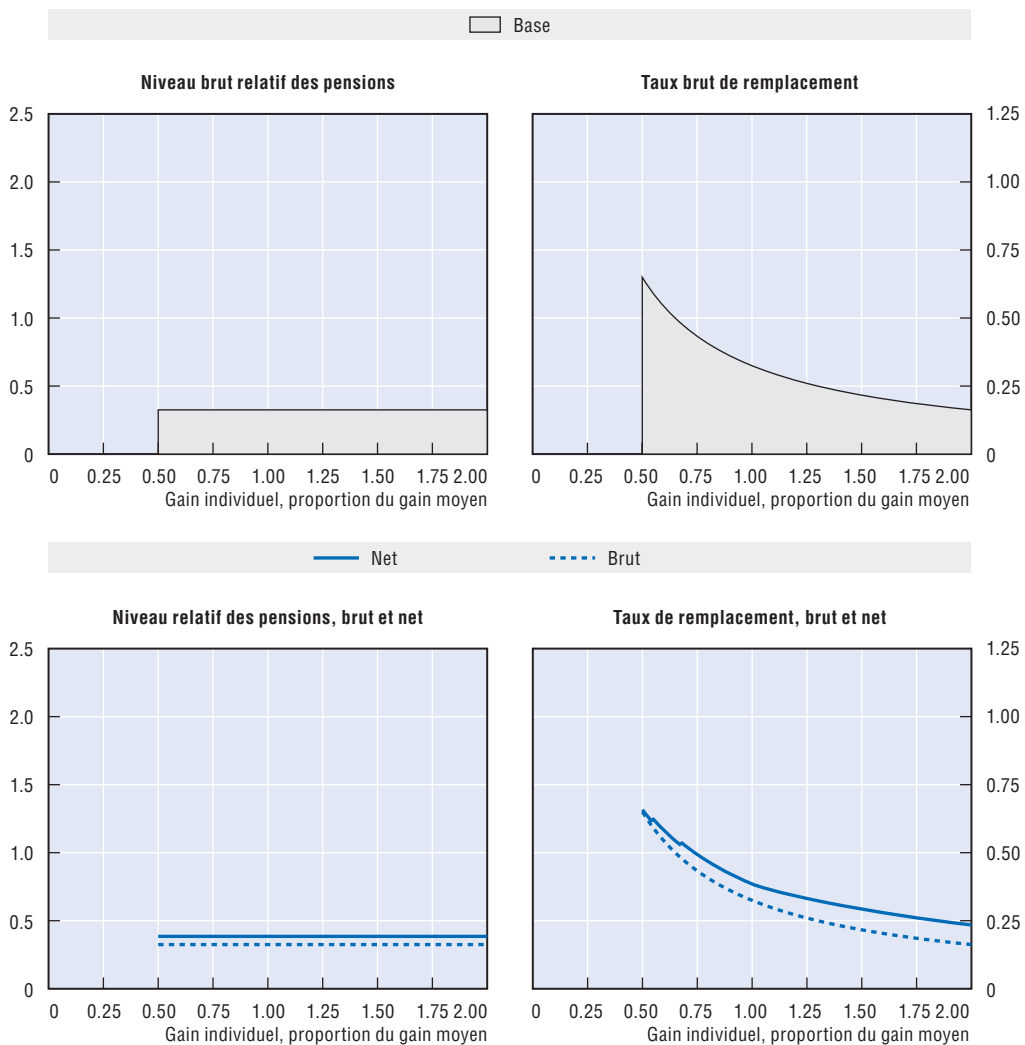 Base
Niveau brut relatif des pensions
Taux brut de remplacement
2.5
2.0
1.5
1.0
0.5
0
0 0.25 0.50 0.75 1.00 1.25 1.50 1.75 2.00
Gain individuel, proportion du gain moyen
1.25
1.00
0.75
0.50
0.25
0
0 0.25 0.50 0.75 1.00 1.25 1.50 1.75 2.00
Gain individuel, proportion du gain moyen
Net Brut
Niveau relatif des pensions, brut et net
Taux de remplacement, brut et net
2.5
2.0
1.5
1.0
0.5
0
0 0.25 0.50 0.75 1.00 1.25 1.50 1.75 2.00
Gain individuel, proportion du gain moyen
1.25
1.00
0.75
0.50
0.25
0
0 0.25 0.50 0.75 1.00 1.25 1.50 1.75 2.00
Gain individuel, proportion du gain moyen